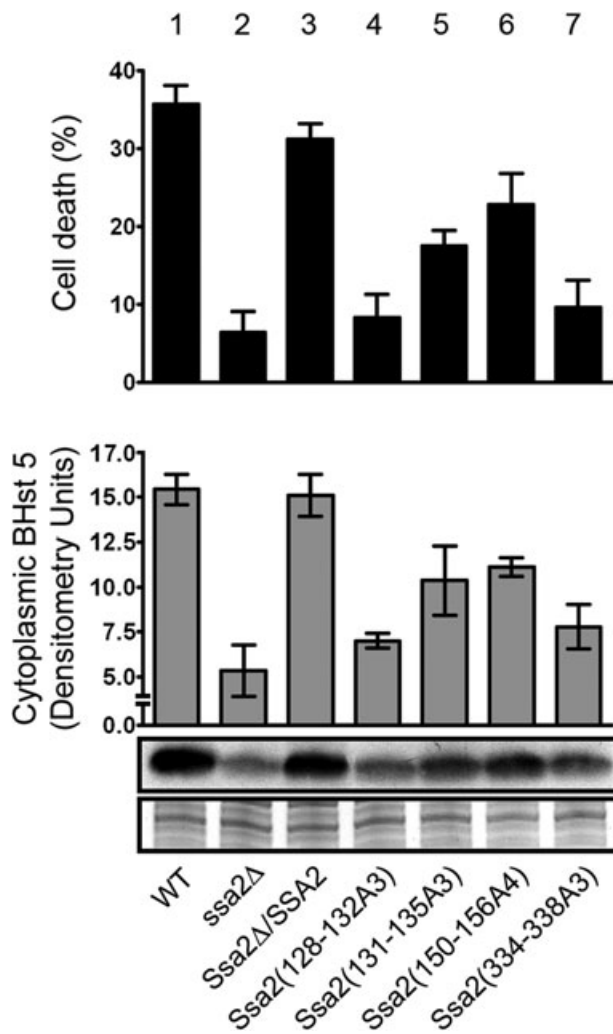 1 2 3 4 5 6 7
Cell death (%)
40
30
20
10
0
Cytoplasmic BHst 5
(Densitometry Units)
17.0
15.0
12.5
10.0
7.5
5.0
0.0
WT
ssa2Δ
Ssa2Δ/SSA2
Ssa2(128-132A3)
Ssa2(131-135A3)
Ssa2(150-156A4)
Ssa2(334-338A3)